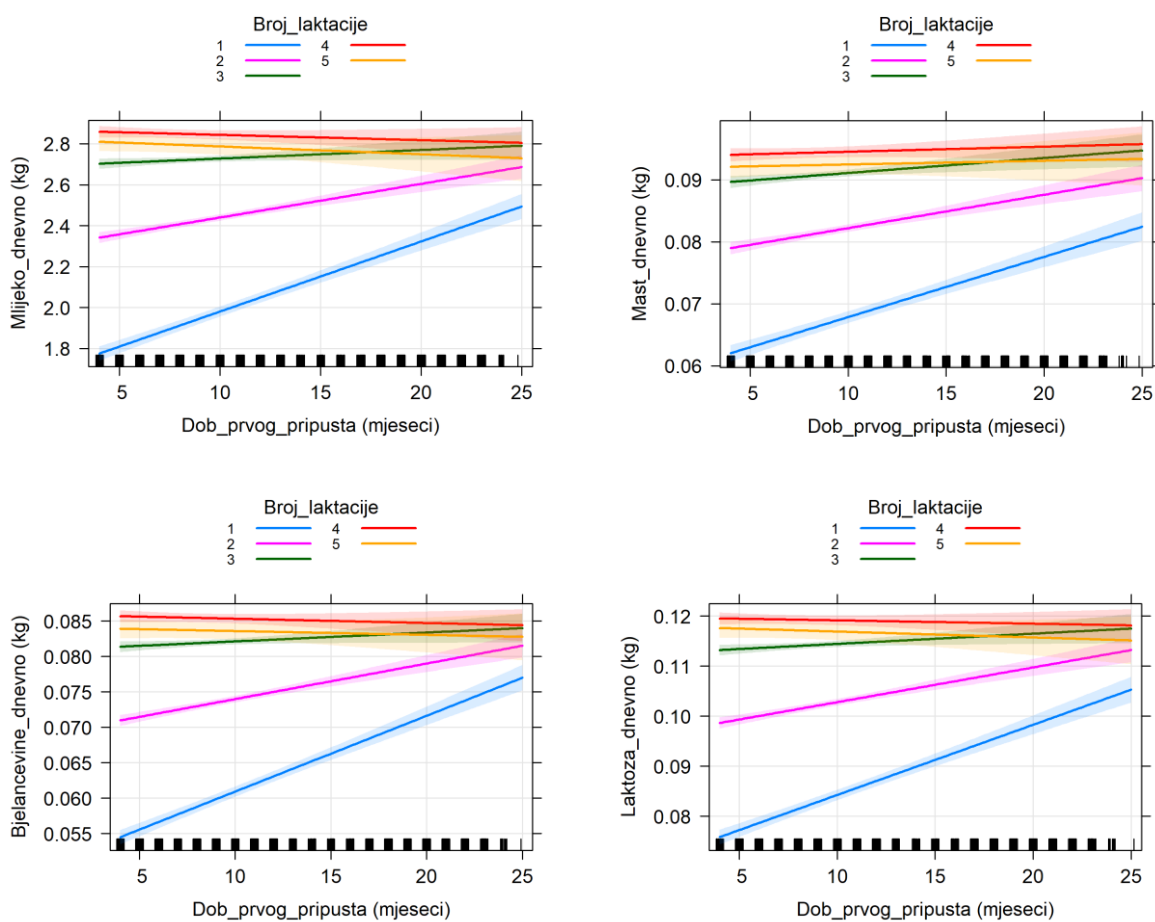 Broj_laktacije
1 4
2 5
3
Mlijeko_dnevno (kg)
2.8
2.6
2.4
2.2
2.0
1.8
5 10 15 20 25
Dob_prvog_pripusta (mjeseci)
Broj_laktacije
1 4
2 5
3
Mast_dnevno (kg)
0.09
0.08
0.07
0.06
5 10 15 20 25
Dob_prvog_pripusta (mjeseci)
Broj_laktacije
1 4
2 5
3
Bjelancevine_dnevno (kg)
0.085
0.080
0.075
0.070
0.065
0.060
0.055
5 10 15 20 25
Dob_prvog_pripusta (mjeseci)
Broj_laktacije
1 4
2 5
3
Laktoza_dnevno (kg)
0.12
0.11
0.10
0.09
0.08
5 10 15 20 25
Dob_prvog_pripusta (mjeseci)